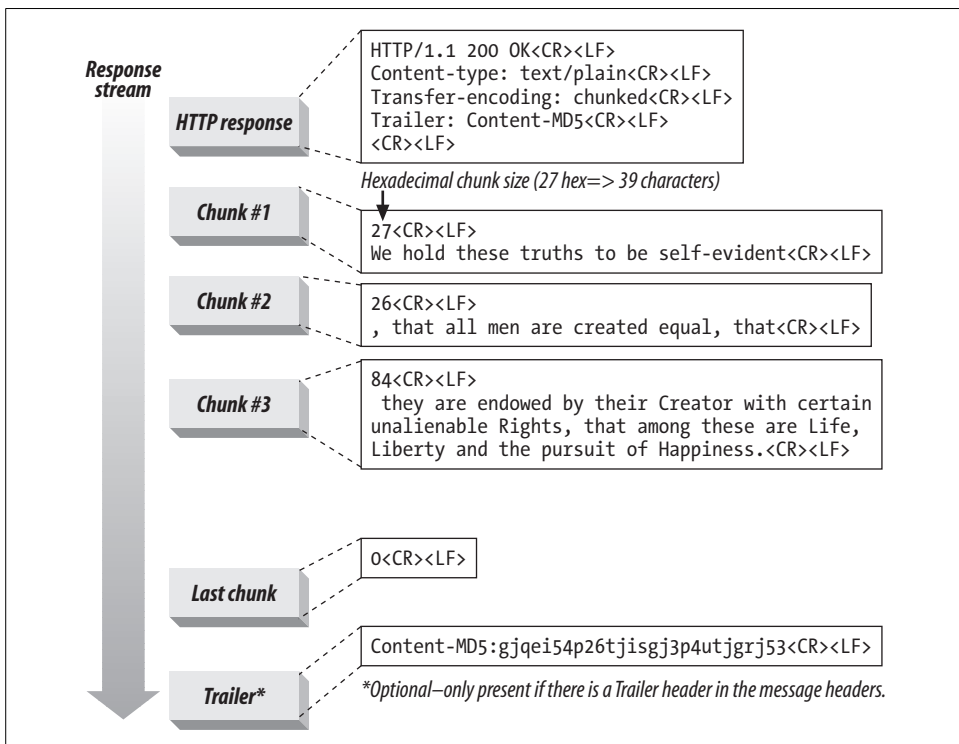 Response
stream
HTTP response
HTTP/1.1 200 OK<CR><LF>
Content-type: text/plain<CR><LF>
Transfer-encoding: chunked<CR><LF>
Trailer: Content-MD5<CR><LF>
<CR><LF>
Hexadecimal chunk size (27 hex=> 39 characters)
Chunk #1
27<CR><LF>
We hold these truths to be self-evident<CR><LF>
Chunk #2
26<CR><LF>
, that all men are created equal, that<CR><LF>
Chunk #3
84<CR><LF>
they are endowed by their Creator with certain
unalienable Rights, that among these are Life,
Liberty and the pursuit of Happiness.<CR><LF>
Last chunk
0<CR><LF>
Trailer*
Content-MD5:gjqei54p26tjisgj3p4utjgrj53<CR><LF>
*Optional—only present if there is a Trailer header in the message headers.